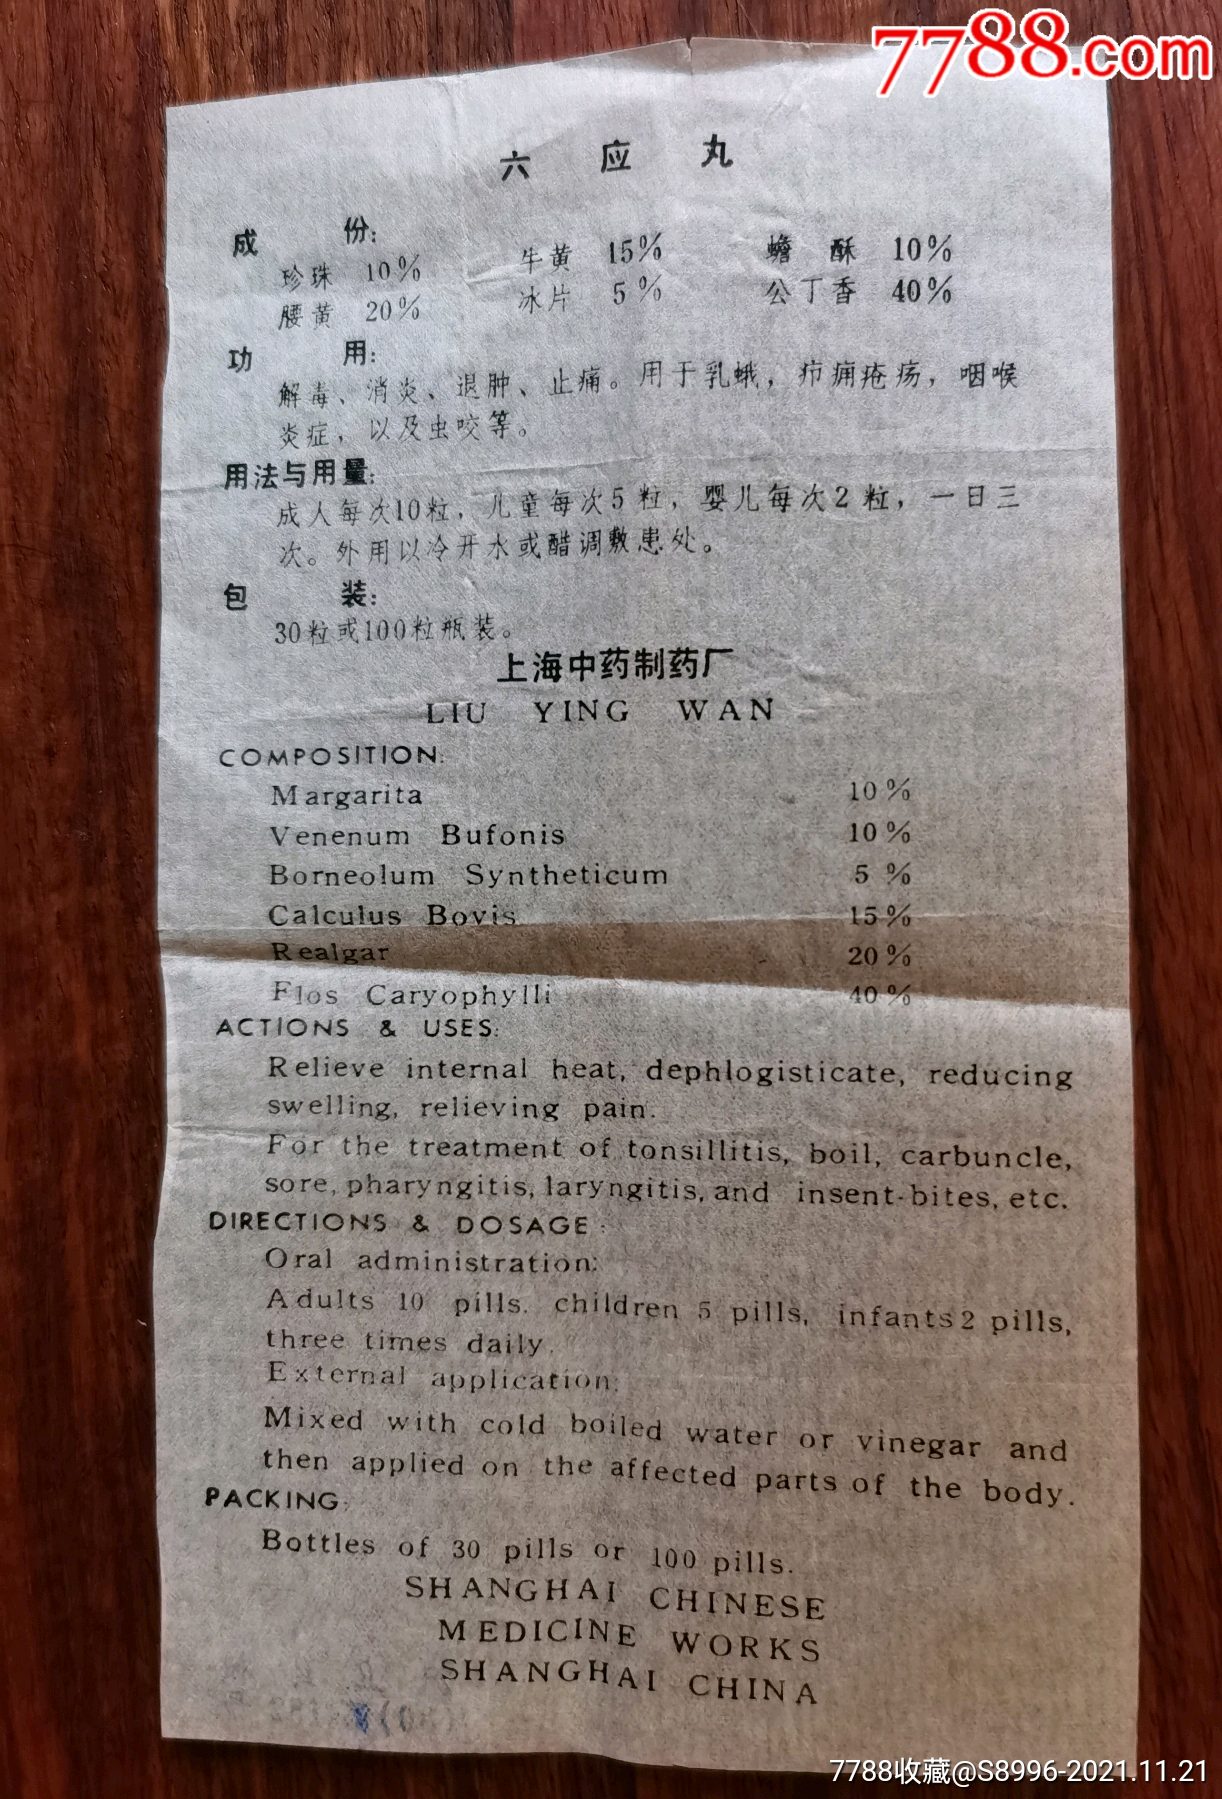 7788.com
六 应 丸
成 份:
珍珠 10% 牛黄 15% 蟾 酥 10%
腰黄 20% 冰片 5% 公丁香 40%
功 用:
解毒、消炎、退肿、止痛。用于乳蛾，疖痈疮疡，咽喉
炎症，以及虫咬等。
用法与用量:
成人每次10粒，儿童每次5粒，婴儿每次2粒，一日三
次。外用以冷开水或醋调敷患处。
包 装:
30粒或100粒瓶装。
上海中药制药厂
LIU YING WAN
COMPOSITION:
Margarita 10%
Venenum Bufonis 10%
Borneolum Syntheticum 5%
Calculus Bovis 15%
Realgar 20%
Flos Caryophylli 40%
ACTIONS & USES:
Relieve internal heat, dephlogisticate, reducing
swelling, relieving pain.
For the treatment of tonsillitis, boil, carbuncle,
sore, pharyngitis, laryngitis, and insent-bites, etc.
DIRECTIONS & DOSAGE:
Oral administration:
Adults 10 pills. children 5 pills, infants 2 pills,
three times daily.
External application:
Mixed with cold boiled water or vinegar and
then applied on the affected parts of the body.
PACKING:
Bottles of 30 pills or 100 pills.
SHANGHAI CHINESE
MEDICINE WORKS
SHANGHAI CHINA
7788收藏@S8996-2021.11.21